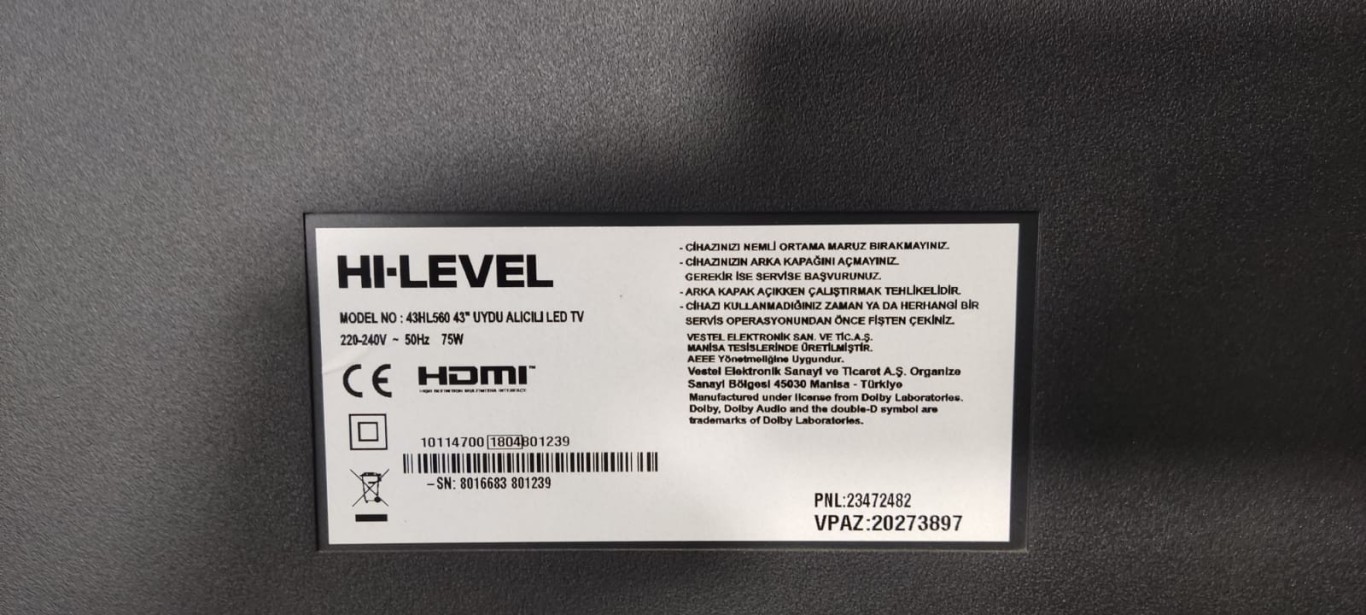 HI-LEVEL
MODEL NO : 43HL560 43" UYDU ALICILI LED TV
220-240V ~ 50Hz 75W
CE HDMI™
10114700 1804801239
-SN: 8016683 801239
- CİHAZINIZI NEMLİ ORTAMA MARUZ BIRAKMAYINIZ.
- CİHAZINIZIN ARKA KAPAĞINI AÇMAYINIZ.
GEREKİR İSE SERVİSE BAŞVURUNUZ.
- ARKA KAPAK AÇIKKEN ÇALIŞTIRMAK TEHLİKELİDİR.
- CİHAZI KULLANMADIĞINIZ ZAMAN YA DA HERHANGİ BİR
SERVİS OPERASYONUNDAN ÖNCE FİŞTEN ÇEKİNİZ.
VESTEL ELEKTRONİK SAN. VE TİC.A.Ş.
MANİSA TESİSLERİNDE ÜRETİLMİŞTİR.
AEEE Yönetmeliğine Uygundur.
Vestel Elektronik Sanayi ve Ticaret A.Ş. Organize
Sanayi Bölgesi 45030 Manisa - Türkiye
Manufactured under license from Dolby Laboratories.
Dolby, Dolby Audio and the double-D symbol are
trademarks of Dolby Laboratories.
PNL:23472482
VPAZ:20273897